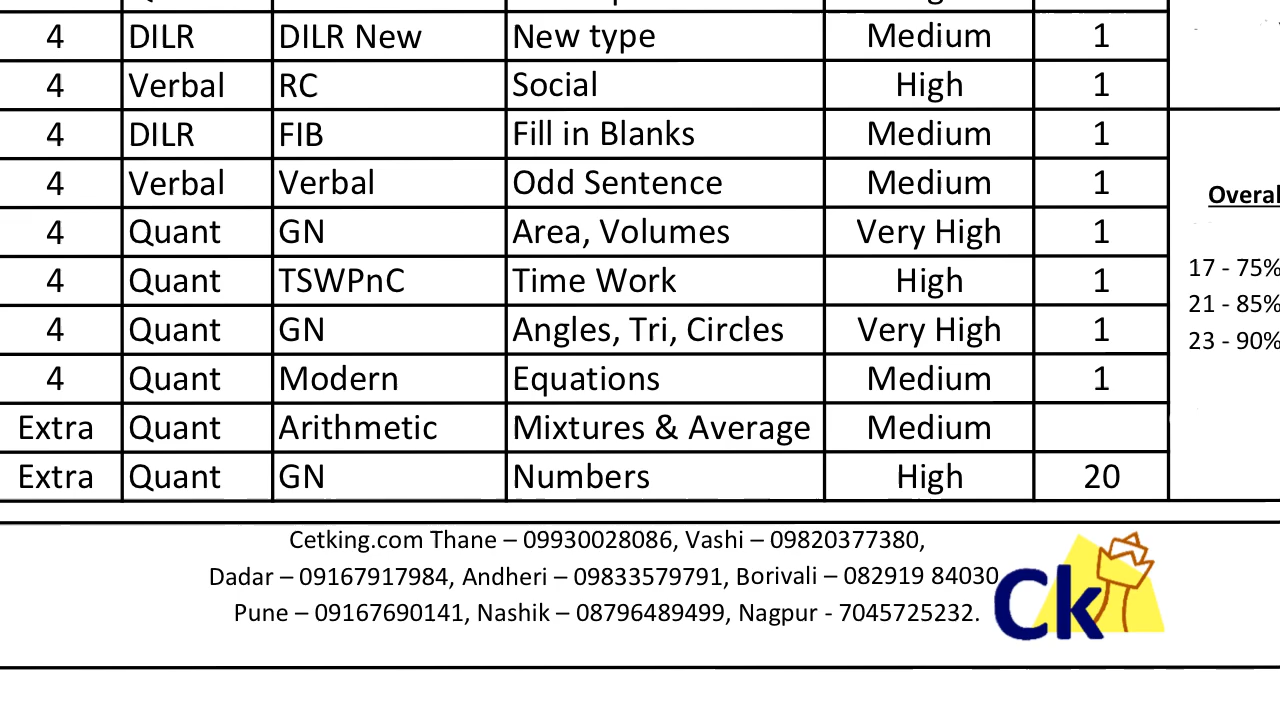 4 DILR DILR New New type Medium 1
4 Verbal RC Social High 1
4 DILR FIB Fill in Blanks Medium 1
4 Verbal Verbal Odd Sentence Medium 1
Overal
4 Quant GN Area, Volumes Very High 1
4 Quant TSWPnC Time Work High 1
17 - 75%
21 - 85%
4 Quant GN Angles, Tri, Circles Very High 1
23 - 90%
4 Quant Modern Equations Medium 1
Extra Quant Arithmetic Mixtures & Average Medium
Extra Quant GN Numbers High 20
Cetking.com Thane – 09930028086, Vashi – 09820377380,
Dadar – 09167917984, Andheri – 09833579791, Borivali – 082919 84030
Pune – 09167690141, Nashik – 08796489499, Nagpur - 7045725232.
Ck